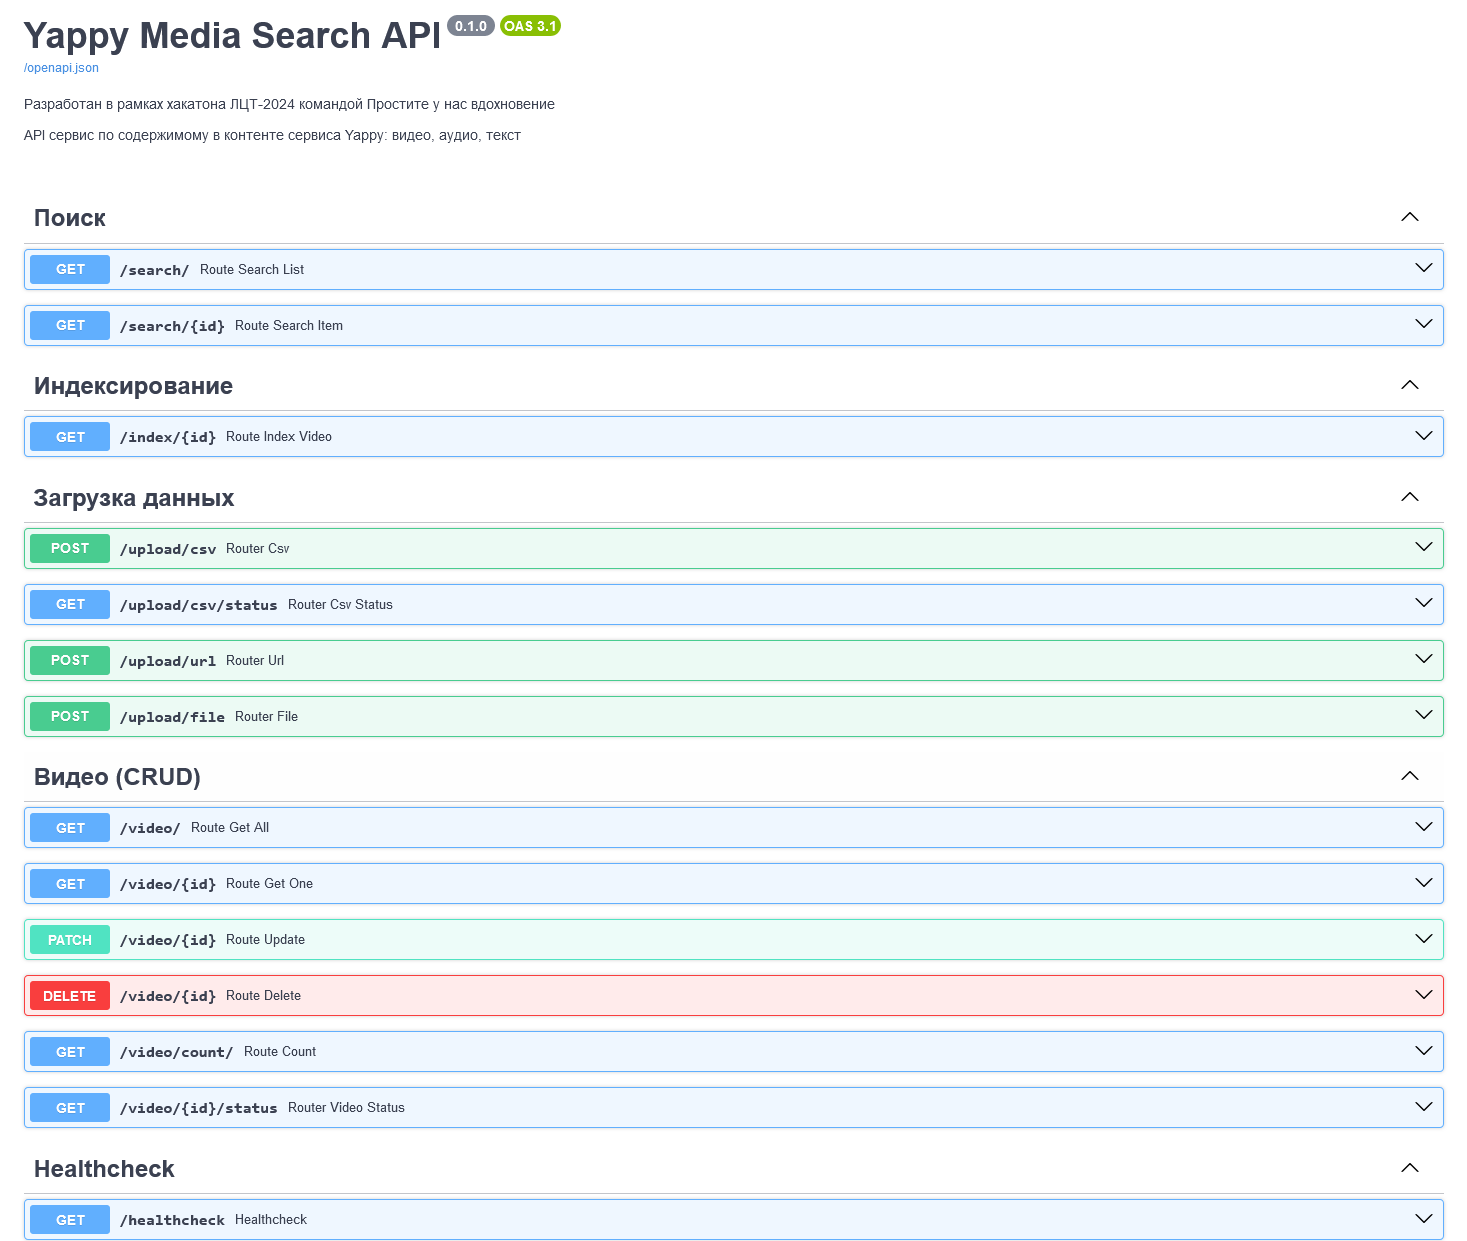 Yappy Media Search API 0.1.0 OAS 3.1
/openapi.json
Разработан в рамках хакатона ЛЦТ-2024 командой Простите у нас вдохновение
API сервис по содержимому в контенте сервиса Yappy: видео, аудио, текст
Поиск
GET /search/ Route Search List
GET /search/{id} Route Search Item
Индексирование
GET /index/{id} Route Index Video
Загрузка данных
POST /upload/csv Router Csv
GET /upload/csv/status Router Csv Status
POST /upload/url Router Url
POST /upload/file Router File
Видео (CRUD)
GET /video/ Route Get All
GET /video/{id} Route Get One
PATCH /video/{id} Route Update
DELETE /video/{id} Route Delete
GET /video/count/ Route Count
GET /video/{id}/status Router Video Status
Healthcheck
GET /healthcheck Healthcheck